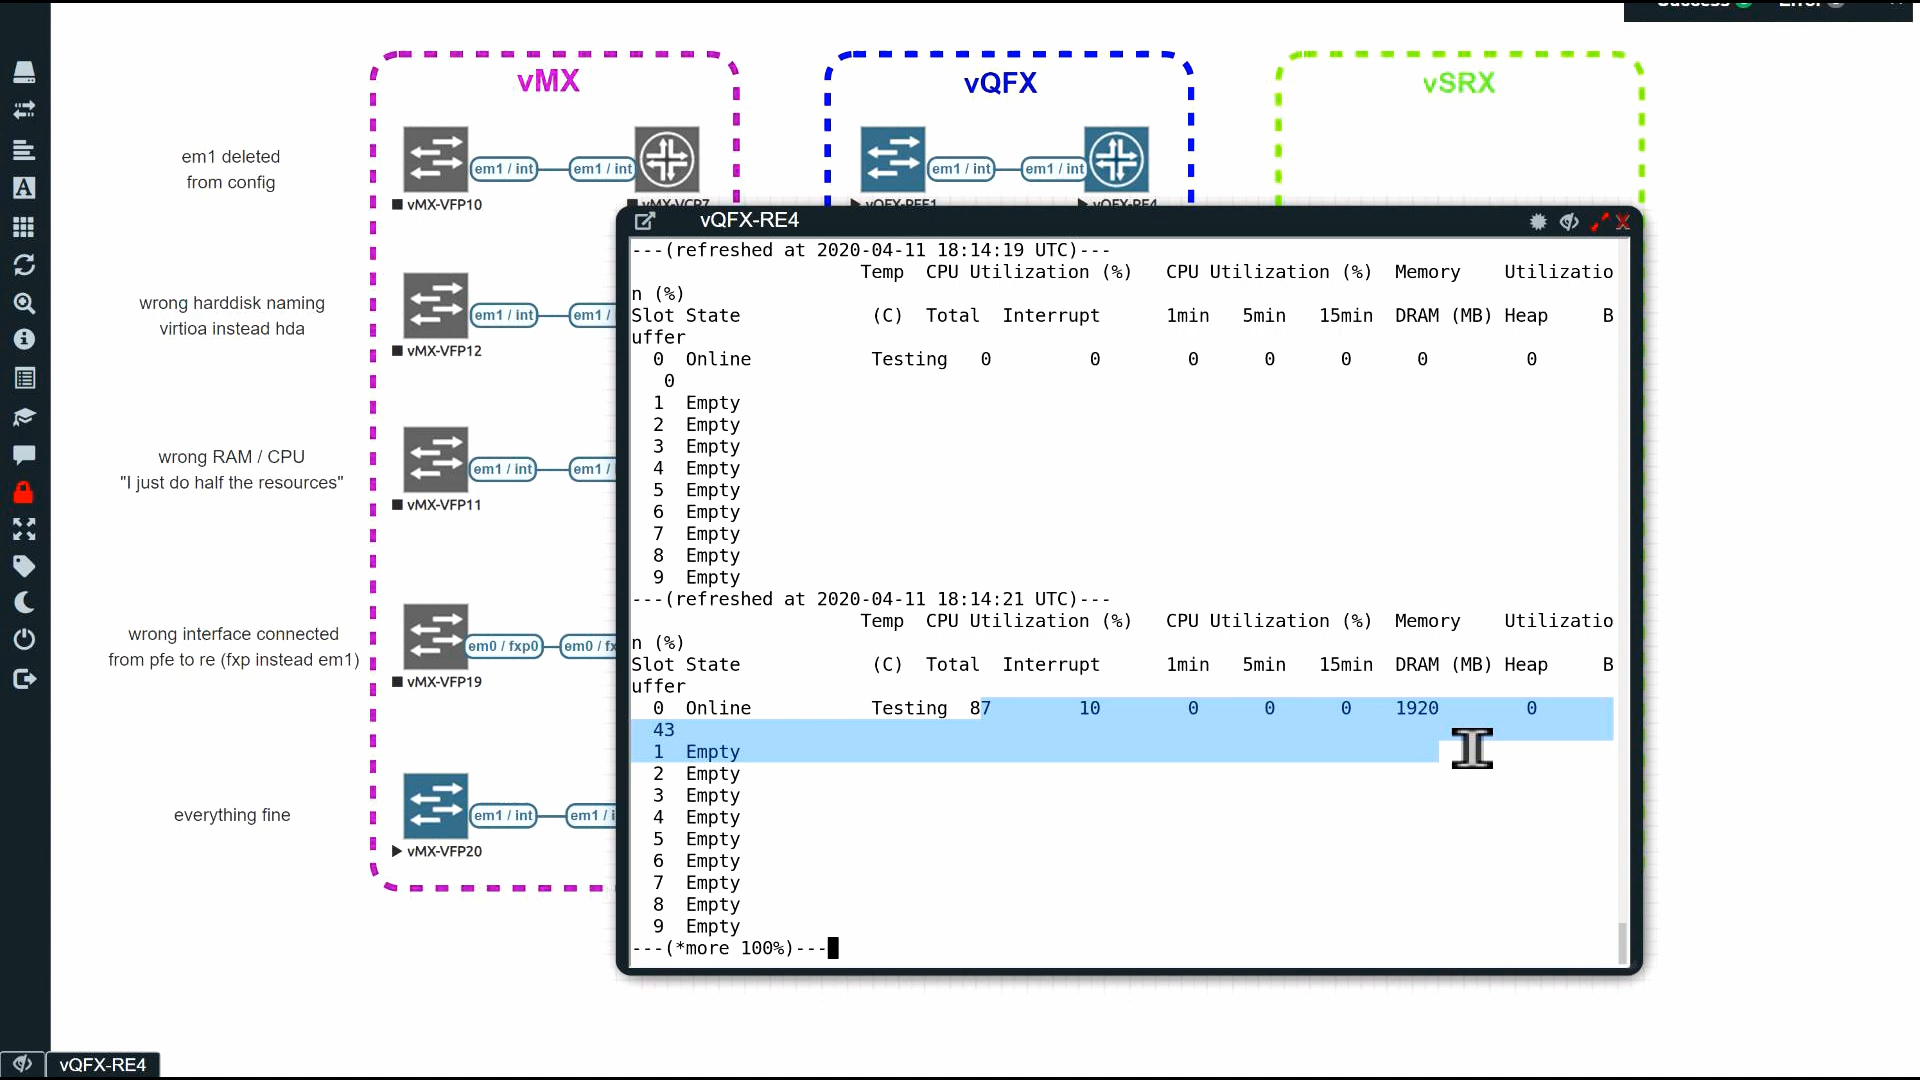 vMX
vQFX
vSRX
em1 deleted
from config
em1 / int
em1 / int
em1 / int
em1 / int
vMX-VFP10
wrong harddisk naming
virtioa instead hda
em1 / int
em1 /
vMX-VFP12
wrong RAM / CPU
"I just do half the resources"
em1 / int
em1 /
vMX-VFP11
wrong interface connected
from pfe to re (fxp instead em1)
em0 / fxp0
em0 / fx
vMX-VFP19
everything fine
em1 / int
em1 / i
vMX-VFP20
vQFX-RE4
---(refreshed at 2020-04-11 18:14:19 UTC)---
Temp CPU Utilization (%) CPU Utilization (%) Memory Utilizatio
n (%)
Slot State (C) Total Interrupt 1min 5min 15min DRAM (MB) Heap B
uffer
0 Online Testing 0 0 0 0 0 0 0
0
1 Empty
2 Empty
3 Empty
4 Empty
5 Empty
6 Empty
7 Empty
8 Empty
9 Empty
---(refreshed at 2020-04-11 18:14:21 UTC)---
Temp CPU Utilization (%) CPU Utilization (%) Memory Utilizatio
n (%)
Slot State (C) Total Interrupt 1min 5min 15min DRAM (MB) Heap B
uffer
0 Online Testing 87 10 0 0 0 1920 0
43
1 Empty
2 Empty
3 Empty
4 Empty
5 Empty
6 Empty
7 Empty
8 Empty
9 Empty
---(*more 100%)---
vQFX-RE4